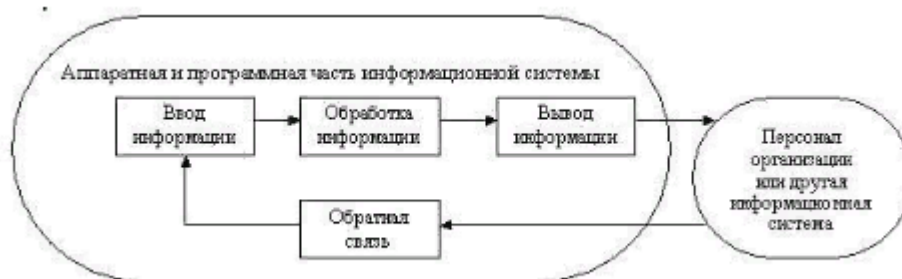 Аппаратная и программная часть информационной системы
Ввод
информации
Обработка
информации
Вывод
информации
Персонал
организации
или другая
информационная
система
Обратная
связь